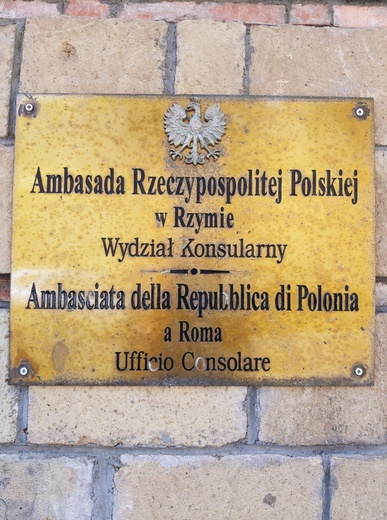 Ambasada Rzeczypospolitej Polskiej
w Rzymie
Wydział Konsularny
Ambasciata della Repubblica di Polonia
a Roma
Ufficio Consolare